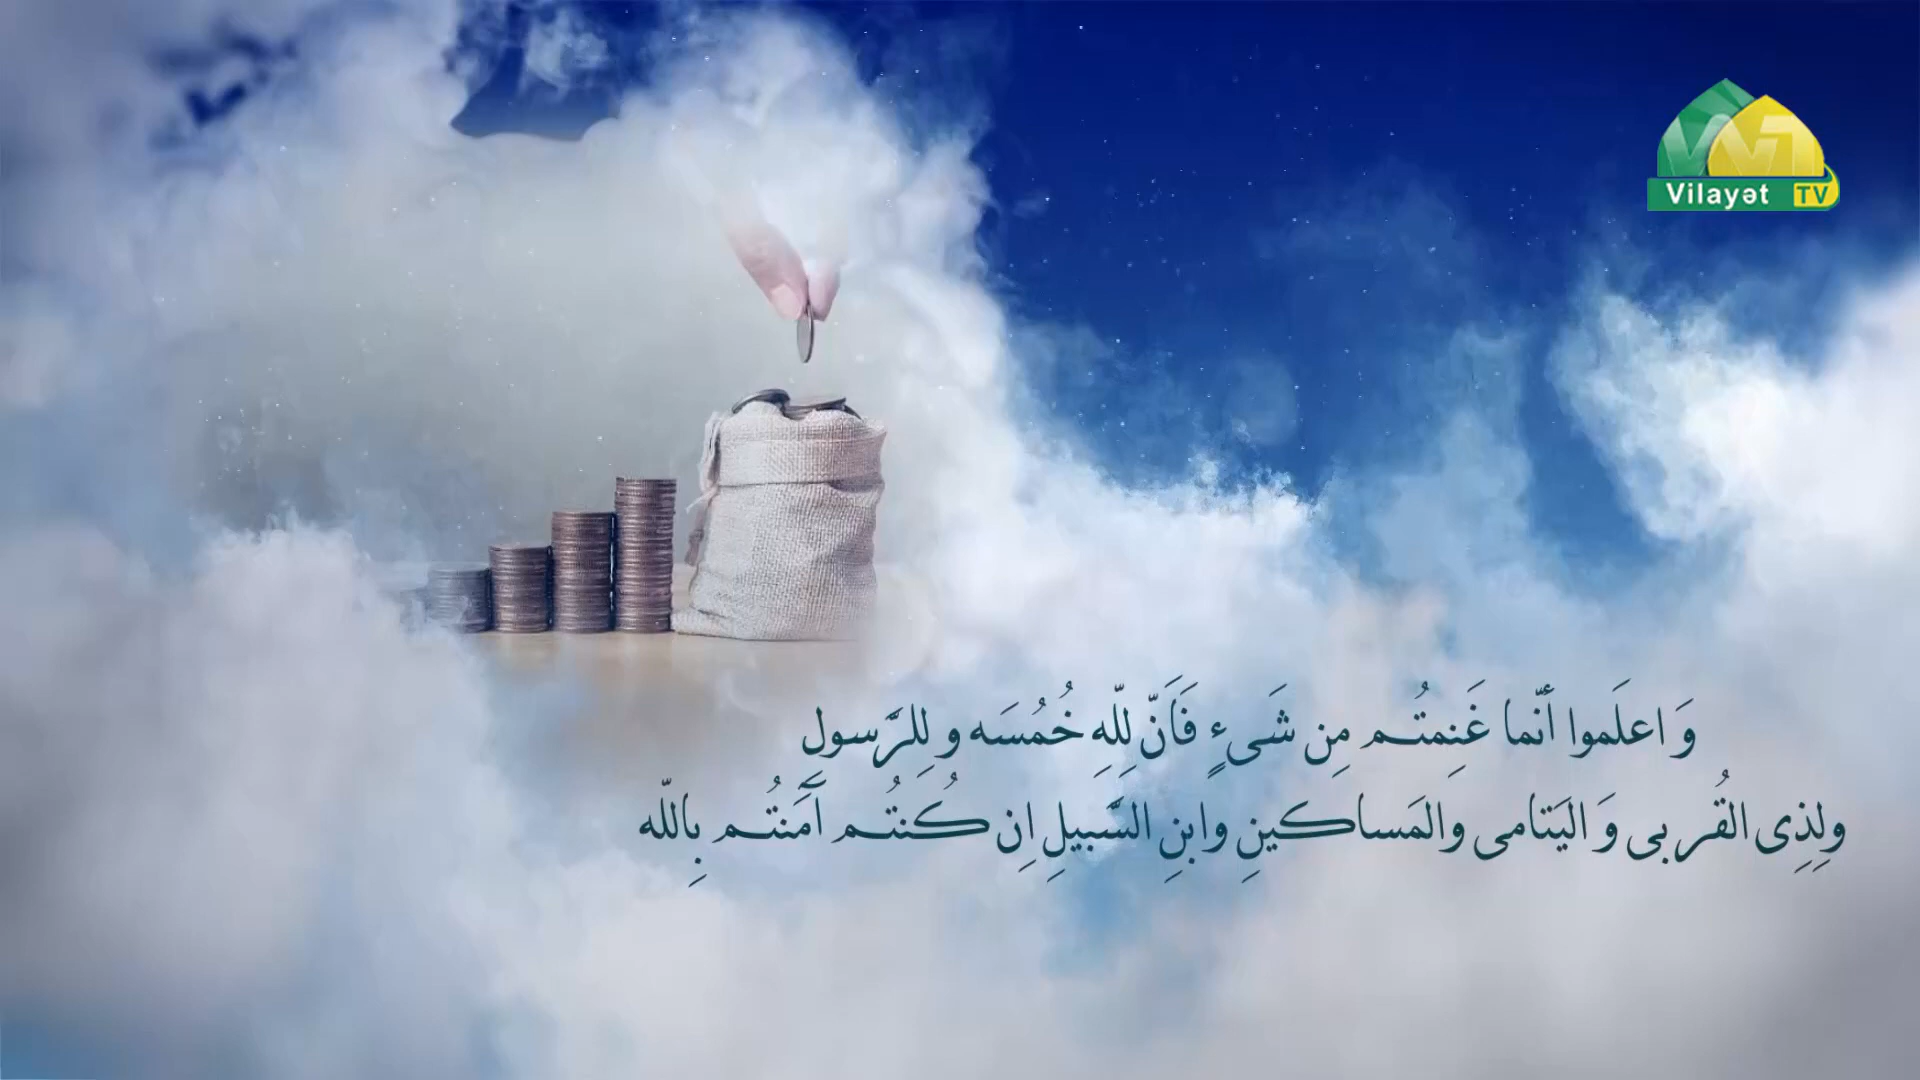 Vilayət TV
وَ اعلَموا أنّما غَنِمتُم مِن شَیءٍ فَاَنّ لِلّهِ خُمُسَه و لِلرَّسولِ
ولِذِی القُربی وَ الیَتامی والمَساکینِ وابنِ السَّبیلِ اِن کُنتُم آمَنتُم بِاللّه